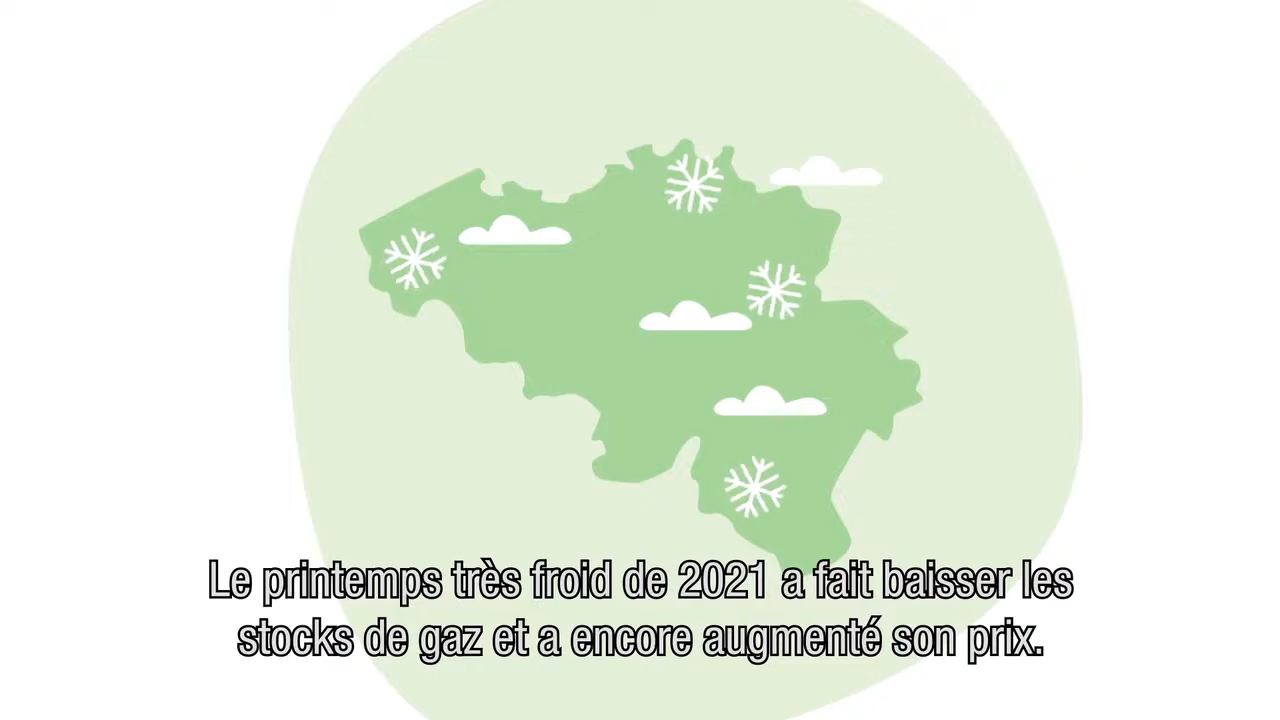 Le printemps très froid de 2021 a fait baisser les
stocks de gaz et a encore augmenté son prix.